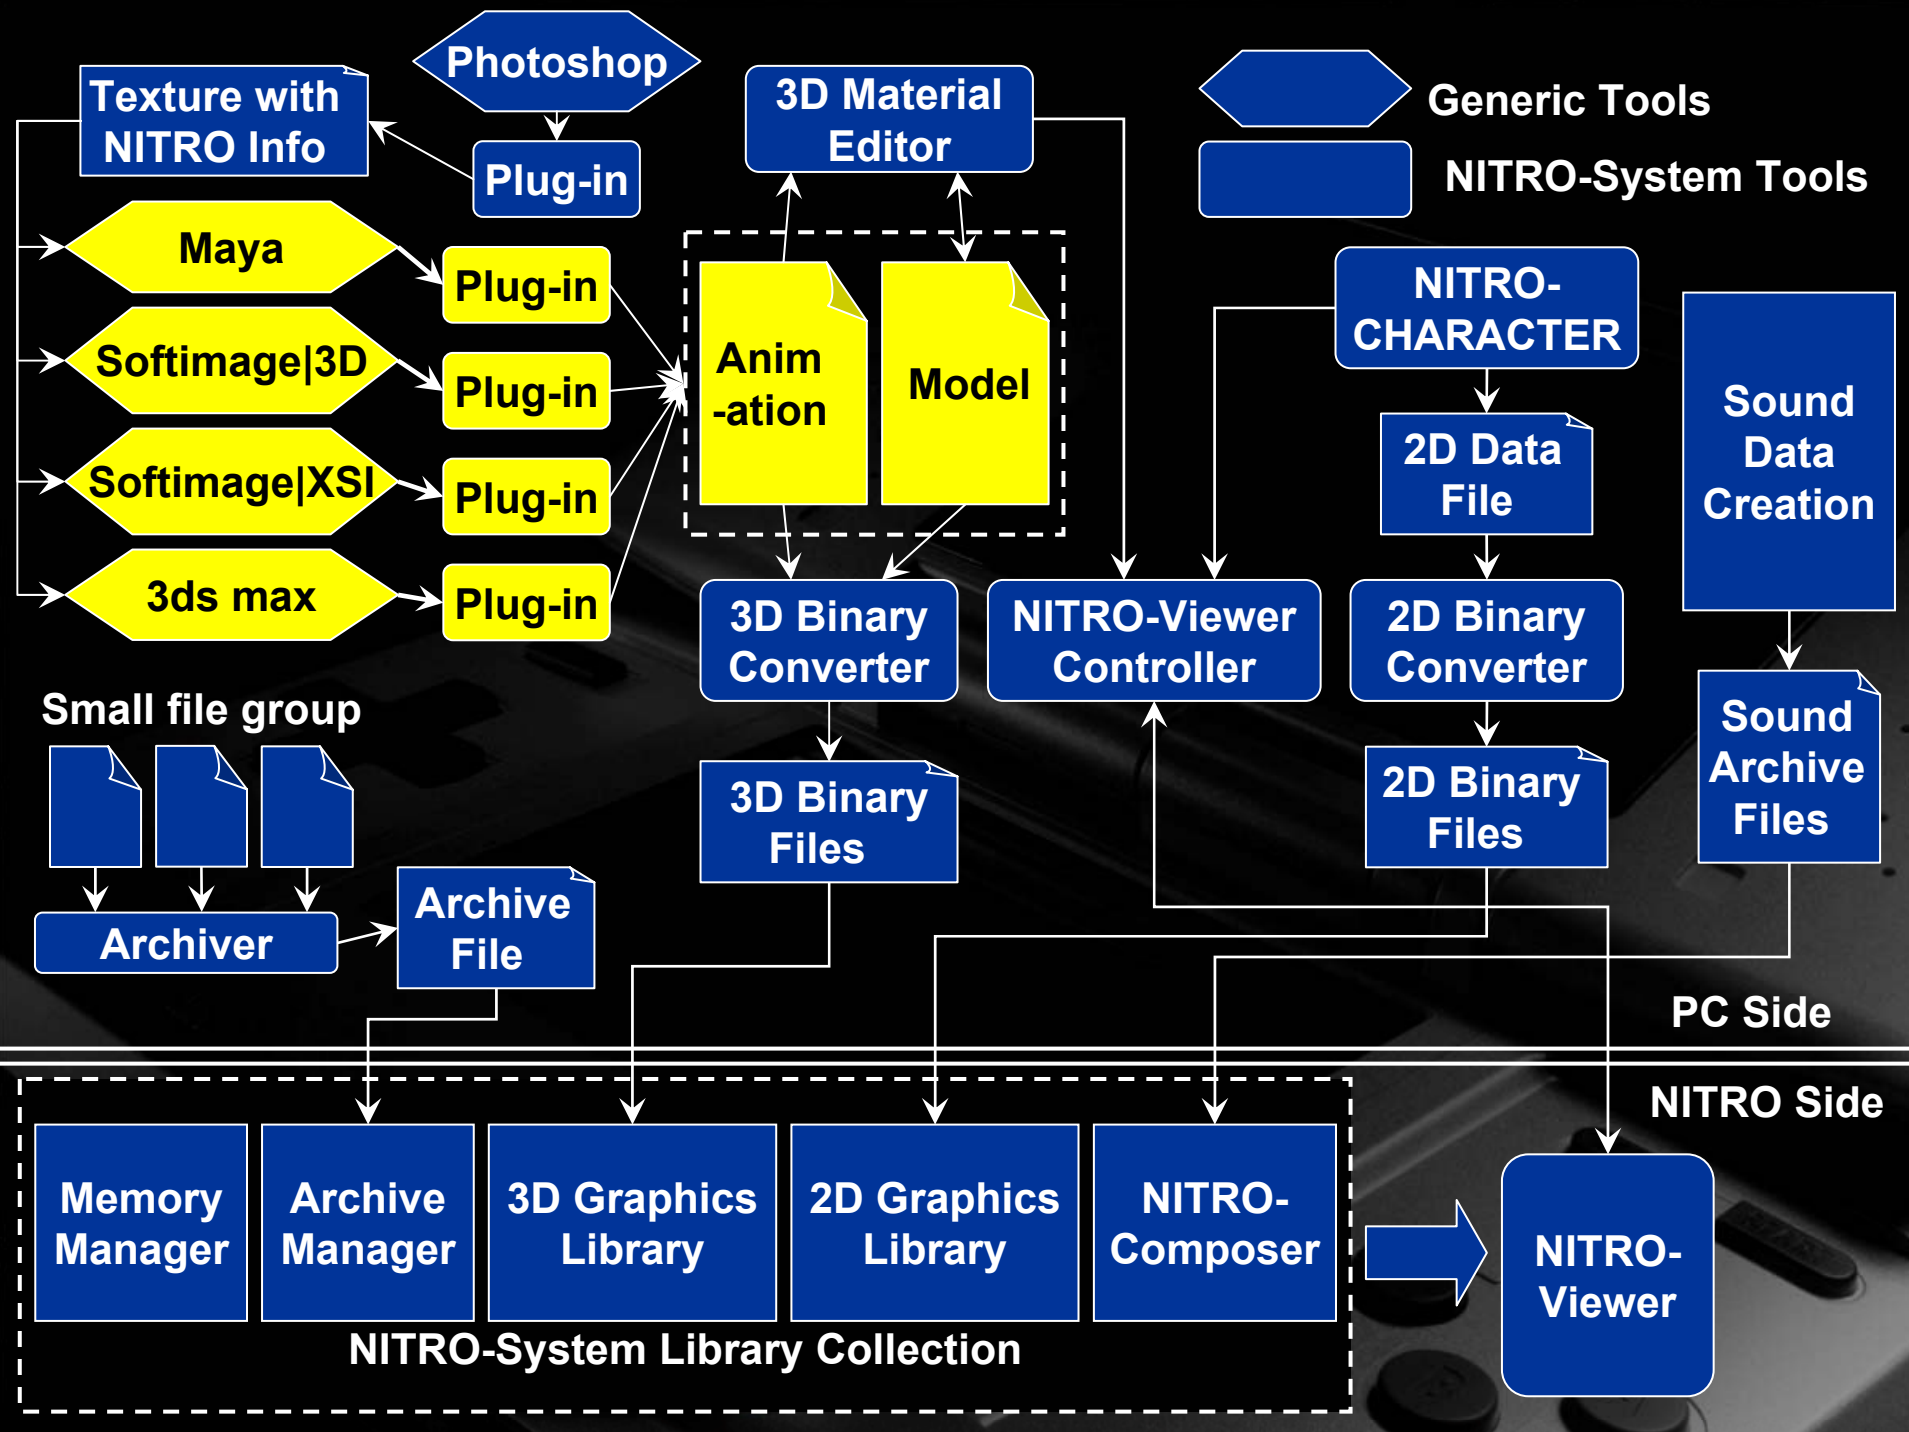 Photoshop
Texture with
NITRO Info
Plug-in
3D Material
Editor
Generic Tools
NITRO-System Tools
Maya
Plug-in
Softimage|3D
Plug-in
Softimage|XSI
Plug-in
3ds max
Plug-in
Anim
-ation
Model
NITRO-
CHARACTER
2D Data
File
Sound
Data
Creation
3D Binary
Converter
NITRO-Viewer
Controller
2D Binary
Converter
Small file group
3D Binary
Files
2D Binary
Files
Sound
Archive
Files
Archiver
Archive
File
PC Side
NITRO Side
Memory
Manager
Archive
Manager
3D Graphics
Library
2D Graphics
Library
NITRO-
Composer
NITRO-
Viewer
NITRO-System Library Collection